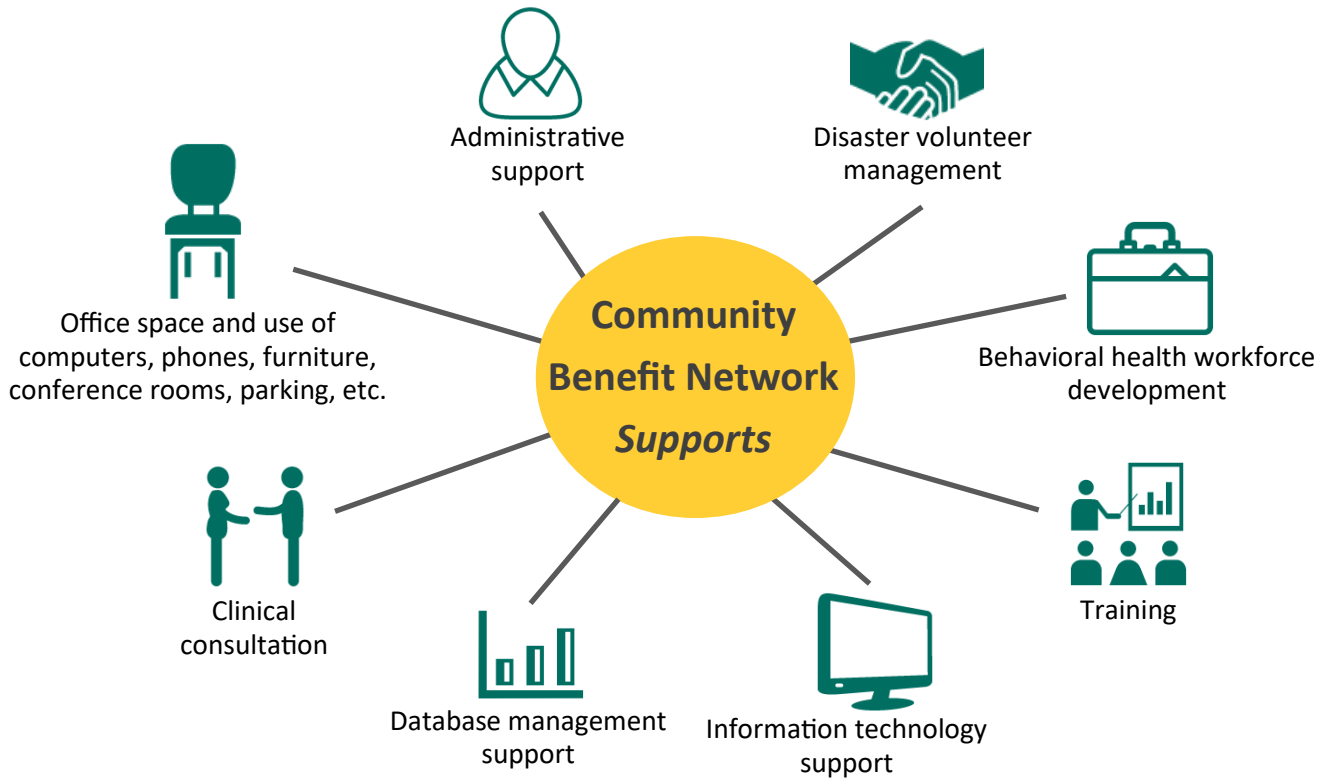 Administrative
support
Disaster volunteer
management
Office space and use of
computers, phones, furniture,
conference rooms, parking, etc.
Community
Benefit Network
Supports
Behavioral health workforce
development
Clinical
consultation
Training
Database management
support
Information technology
support